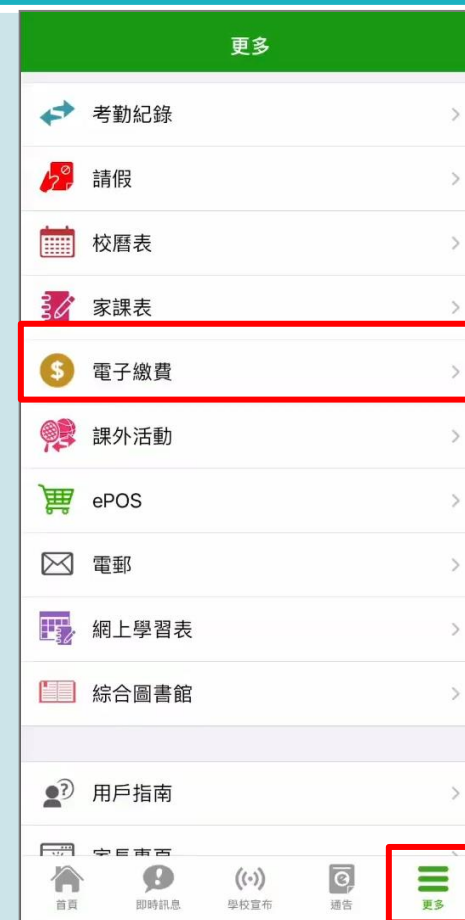 更多
考勤紀錄
請假
校曆表
家課表
電子繳費
課外活動
ePOS
電郵
網上學習表
綜合圖書館
用戶指南
首頁
即時訊息
學校宣布
通告
更多